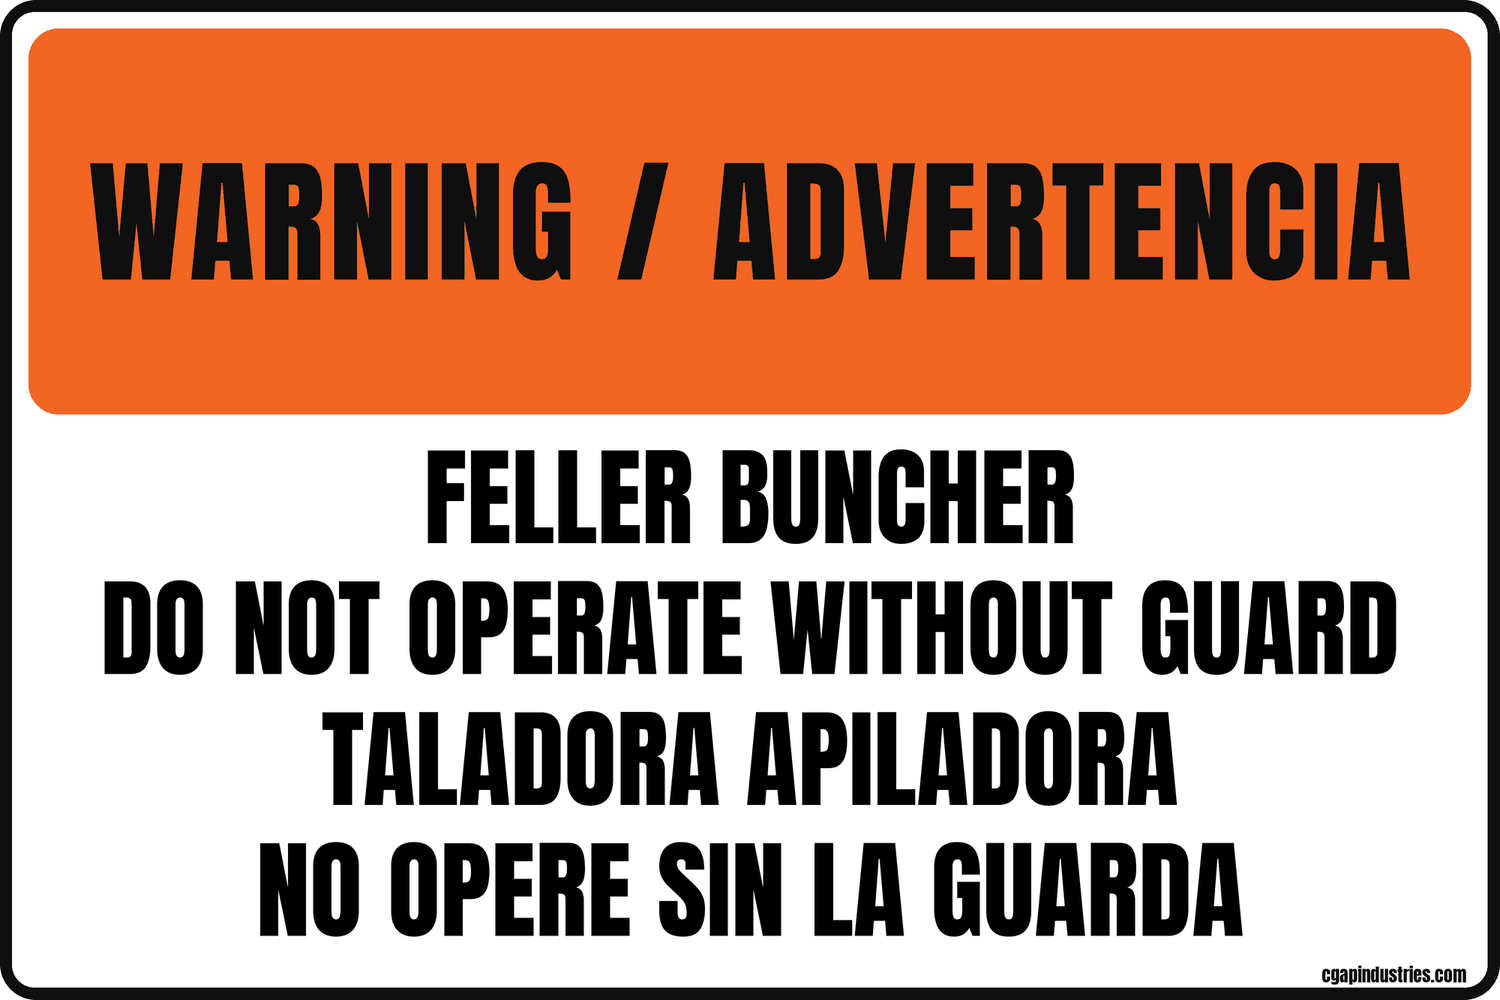 WARNING / ADVERTENCIA
FELLER BUNCHER
DO NOT OPERATE WITHOUT GUARD
TALADORA APILADORA
NO OPERE SIN LA GUARDA
cgapindustries.com